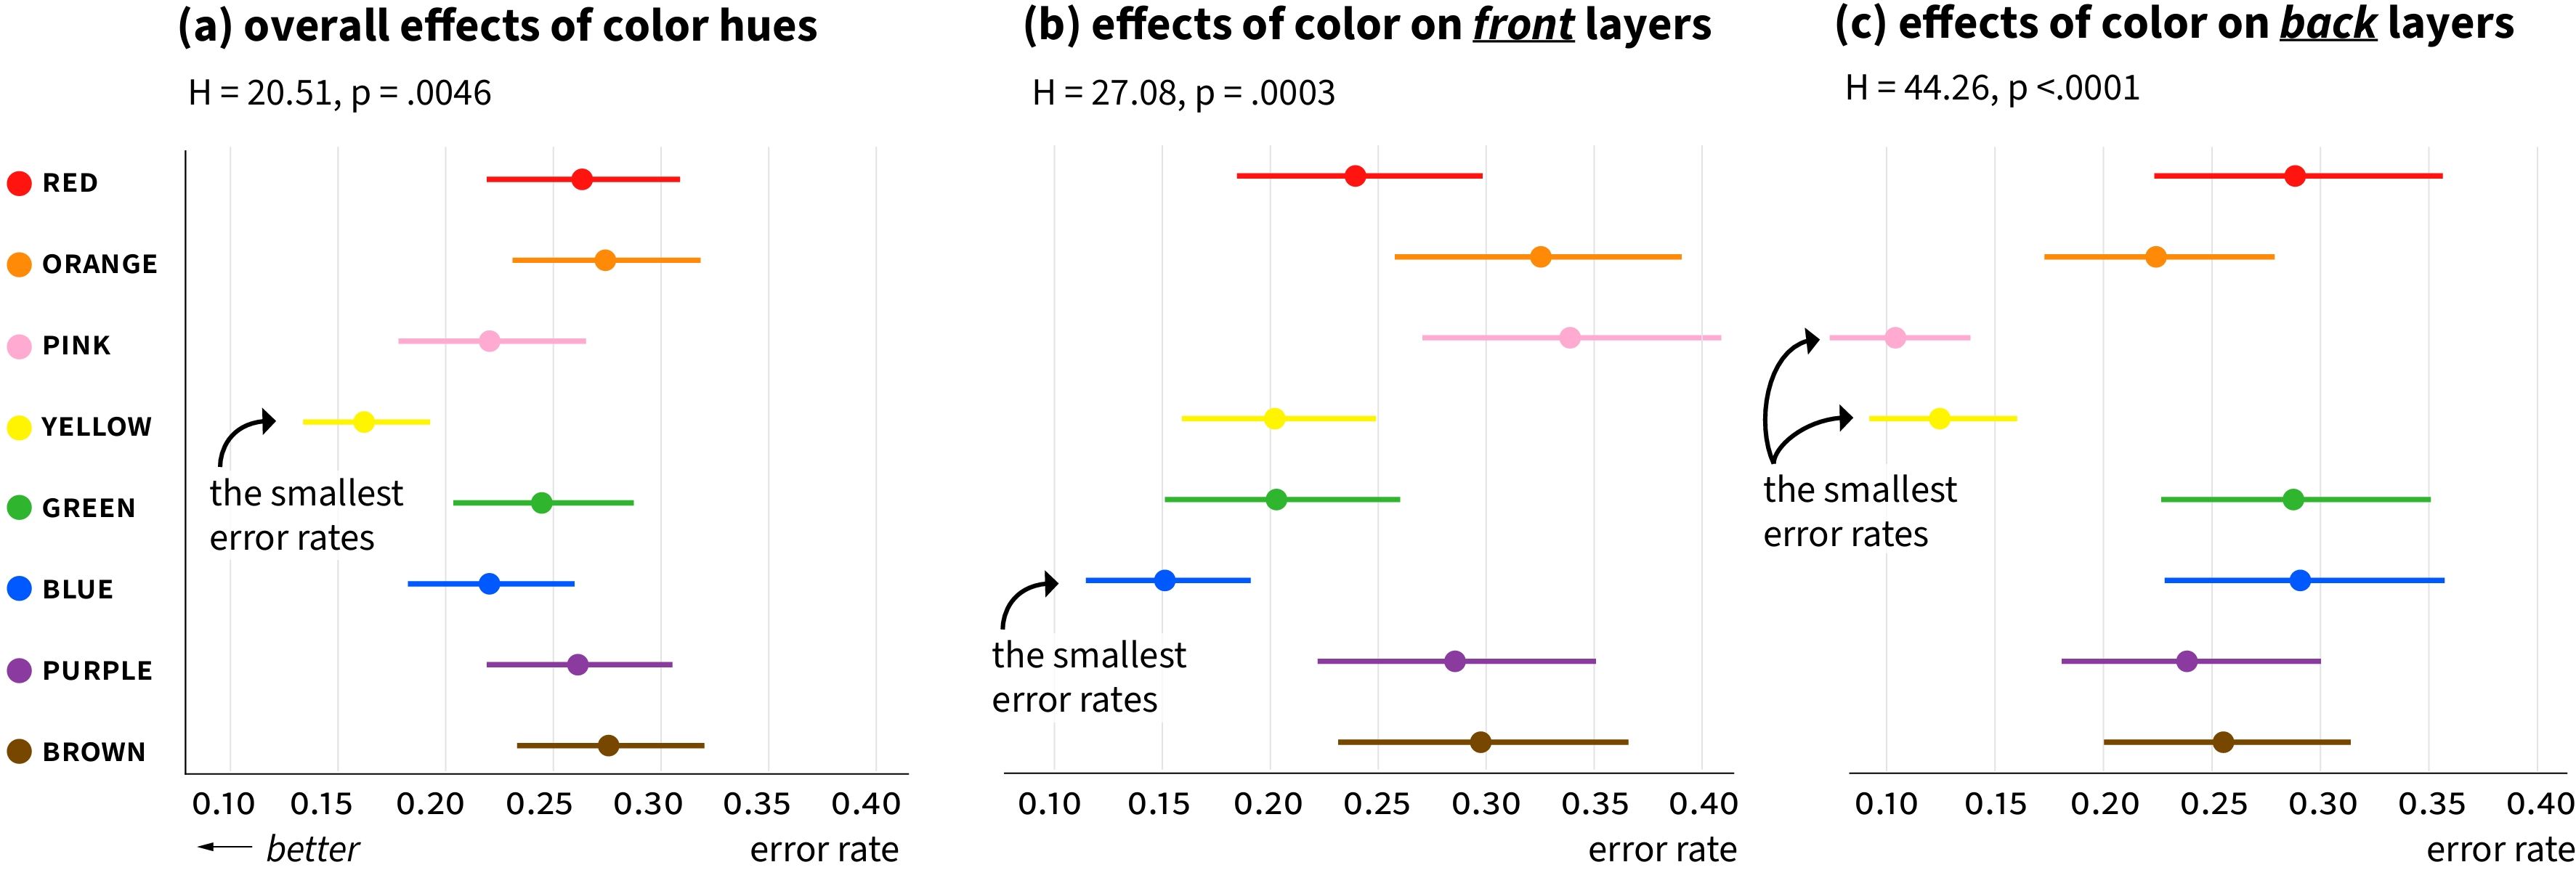 (a) overall effects of color hues
H = 20.51, p = .0046
(b) effects of color on front layers
H = 27.08, p = .0003
(c) effects of color on back layers
H = 44.26, p <.0001
RED
ORANGE
PINK
YELLOW
GREEN
BLUE
PURPLE
BROWN
the smallest
error rates
0.10 0.15 0.20 0.25 0.30 0.35 0.40
better error rate
the smallest
error rates
0.10 0.15 0.20 0.25 0.30 0.35 0.40
error rate
the smallest
error rates
0.10 0.15 0.20 0.25 0.30 0.35 0.40
error rate